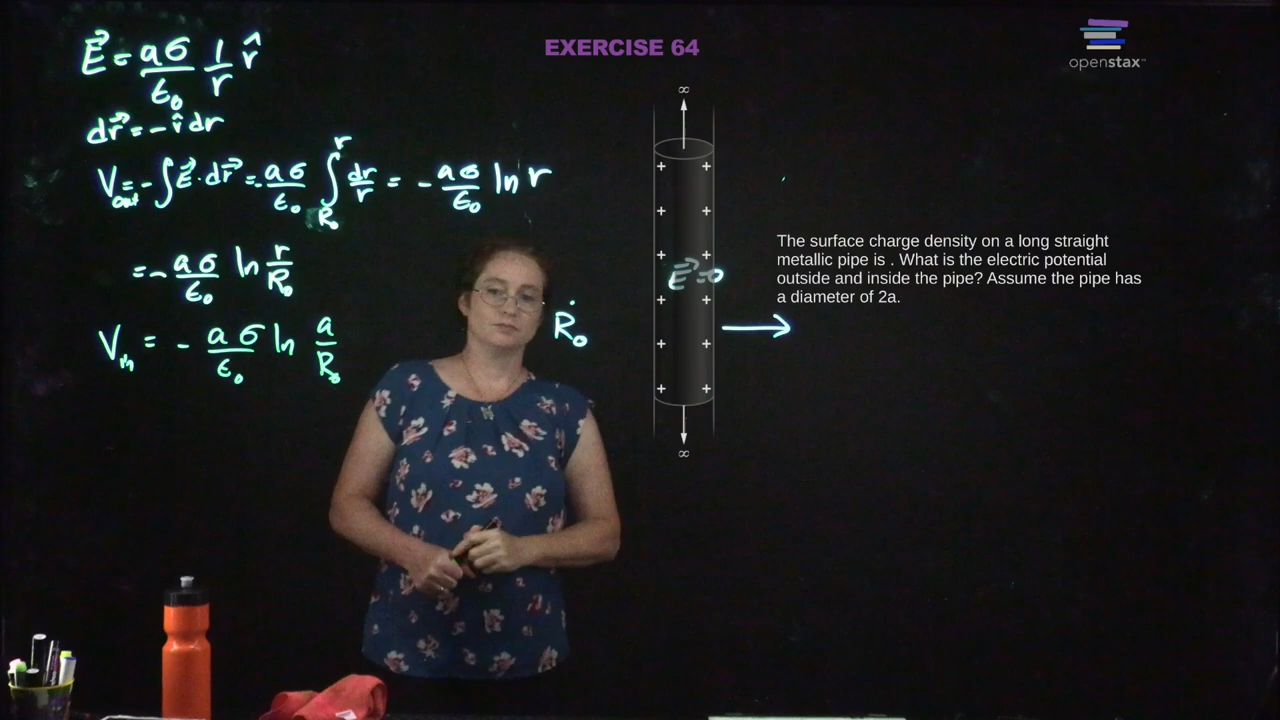 EXERCISE 64
openstax™
E⃗ = aσ/ε₀ 1/r r̂
dr⃗ = - r̂ dr
V_out = - ∫ E⃗ · dr⃗ = - aσ/ε₀ ∫_{R₀}^{r} dr/r = - aσ/ε₀ ln r
= - aσ/ε₀ ln r/R₀
V_in = - aσ/ε₀ ln a/R₀
R₀
∞
+ +
+ +
+ +
E⃗=0
+ +
+ +
+ +
∞
The surface charge density on a long straight
metallic pipe is . What is the electric potential
outside and inside the pipe? Assume the pipe has
a diameter of 2a.